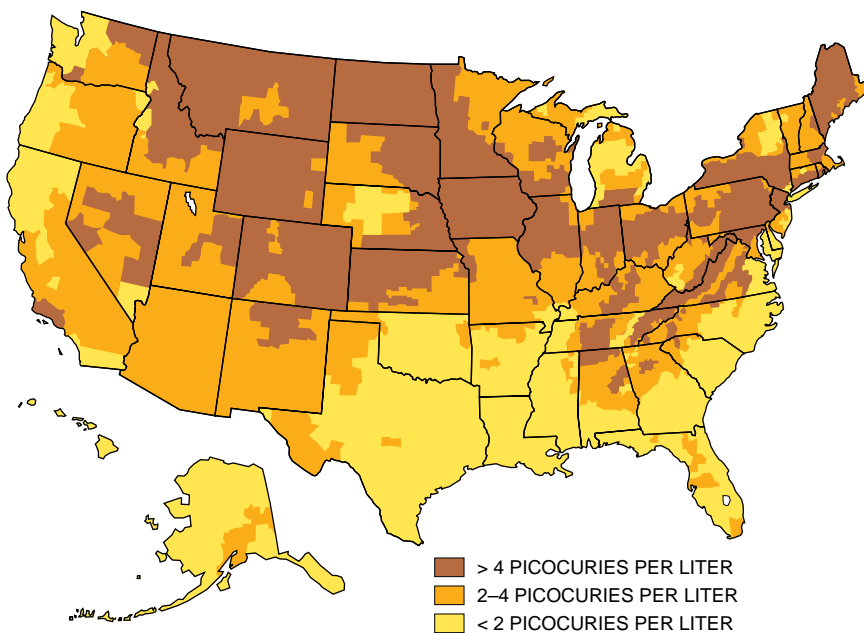 > 4 PICOCURIES PER LITER
2–4 PICOCURIES PER LITER
< 2 PICOCURIES PER LITER